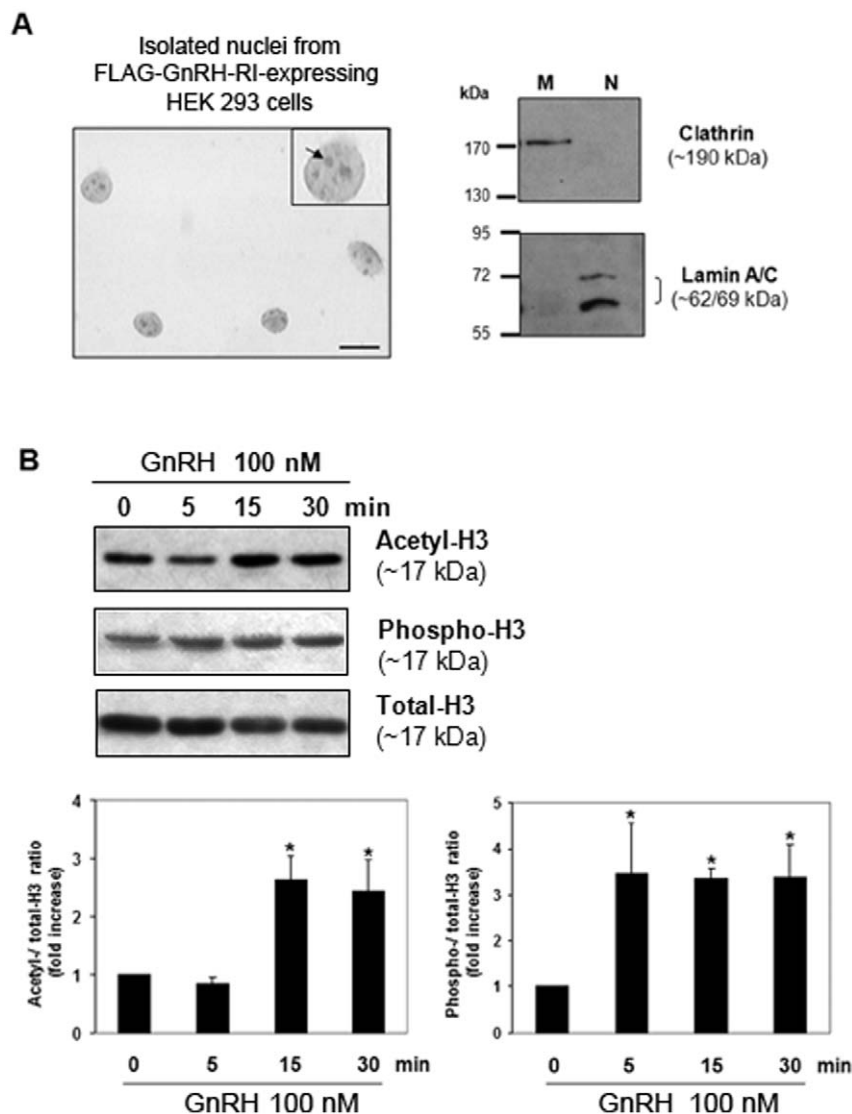 A
Isolated nuclei from
FLAG-GnRH-RI-expressing
HEK 293 cells
kDa
M N
170
130
Clathrin
(~190 kDa)
95
72
55
Lamin A/C
(~62/69 kDa)
B
GnRH 100 nM
0 5 15 30 min
Acetyl-H3
(~17 kDa)
Phospho-H3
(~17 kDa)
Total-H3
(~17 kDa)
Acetyl-/ total-H3 ratio
(fold increase)
4
3
2
1
0
* *
0 5 15 30 min
GnRH 100 nM
Phospho-/ total-H3 ratio
(fold increase)
5
4
3
2
1
0
* * *
0 5 15 30 min
GnRH 100 nM